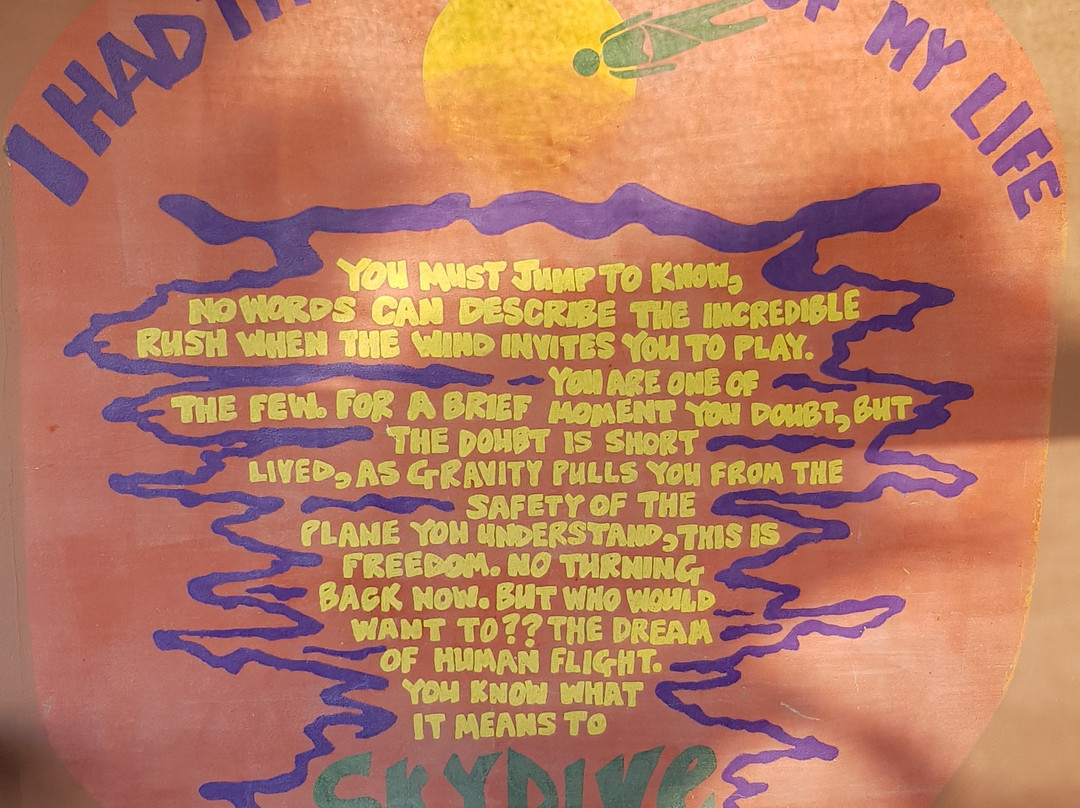 I HAD
OF MY LIFE
YOU MUST JUMP TO KNOW,
NO WORDS CAN DESCRIBE THE INCREDIBLE
RUSH WHEN THE WIND INVITES YOU TO PLAY.
YOU ARE ONE OF
THE FEW. FOR A BRIEF MOMENT YOU DOUBT, BUT
THE DOUBT IS SHORT
LIVED, AS GRAVITY PULLS YOU FROM THE
SAFETY OF THE
PLANE YOU UNDERSTAND, THIS IS
FREEDOM. NO TURNING
BACK NOW. BUT WHO WOULD
WANT TO?? THE DREAM
OF HUMAN FLIGHT.
YOU KNOW WHAT
IT MEANS TO
SKYDIVE